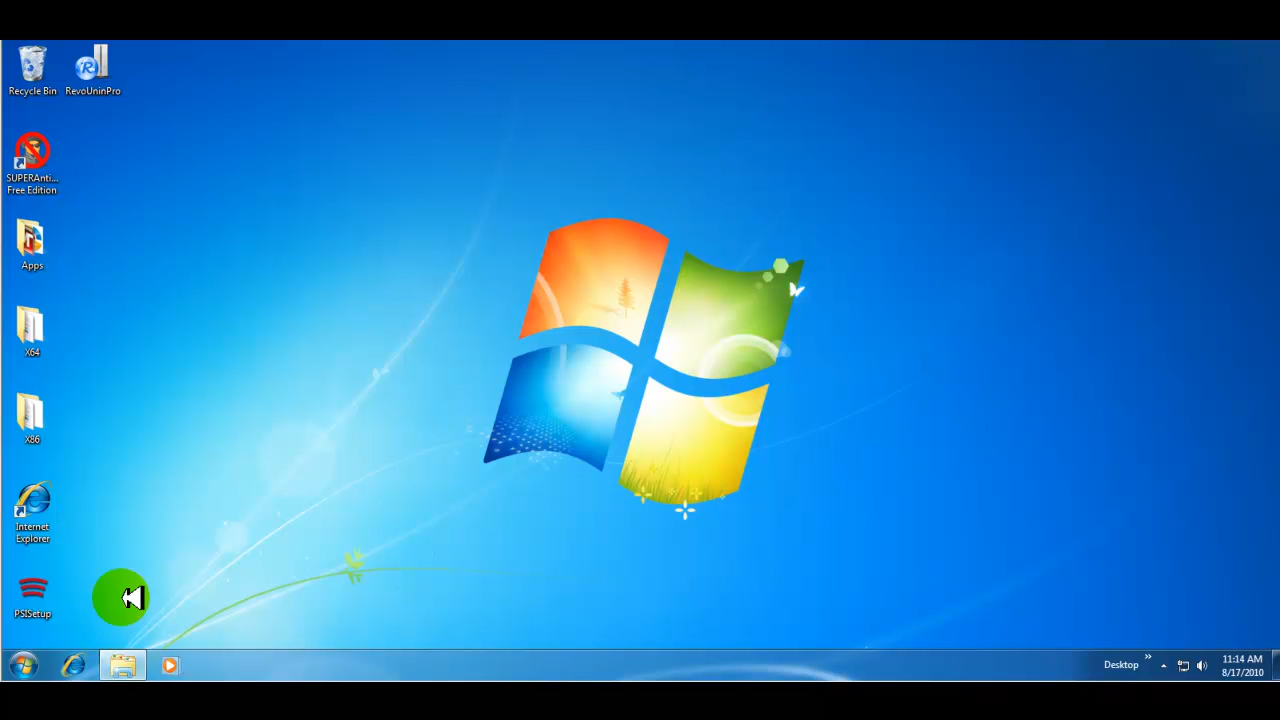 Recycle Bin
RevoUninPro
SUPERAnti...
Free Edition
Apps
X64
X86
Internet
Explorer
PSISetup
Desktop
11:14 AM
8/17/2010